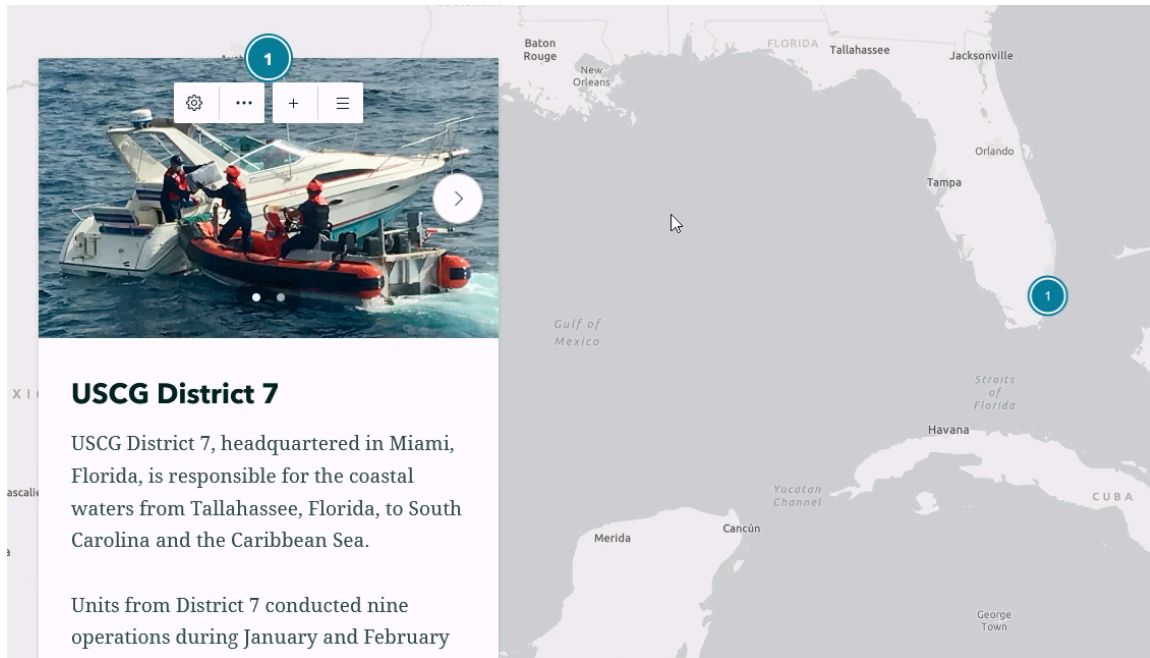 Baton
Rouge
New
Orleans
FLORIDA
Tallahassee
Jacksonville
Orlando
Tampa
1
1
Gulf of
Mexico
Straits
of
Florida
Havana
Yucatan
Channel
CUBA
Cancún
Merida
George
Town
USCG District 7
USCG District 7, headquartered in Miami,
Florida, is responsible for the coastal
waters from Tallahassee, Florida, to South
Carolina and the Caribbean Sea.
Units from District 7 conducted nine
operations during January and February